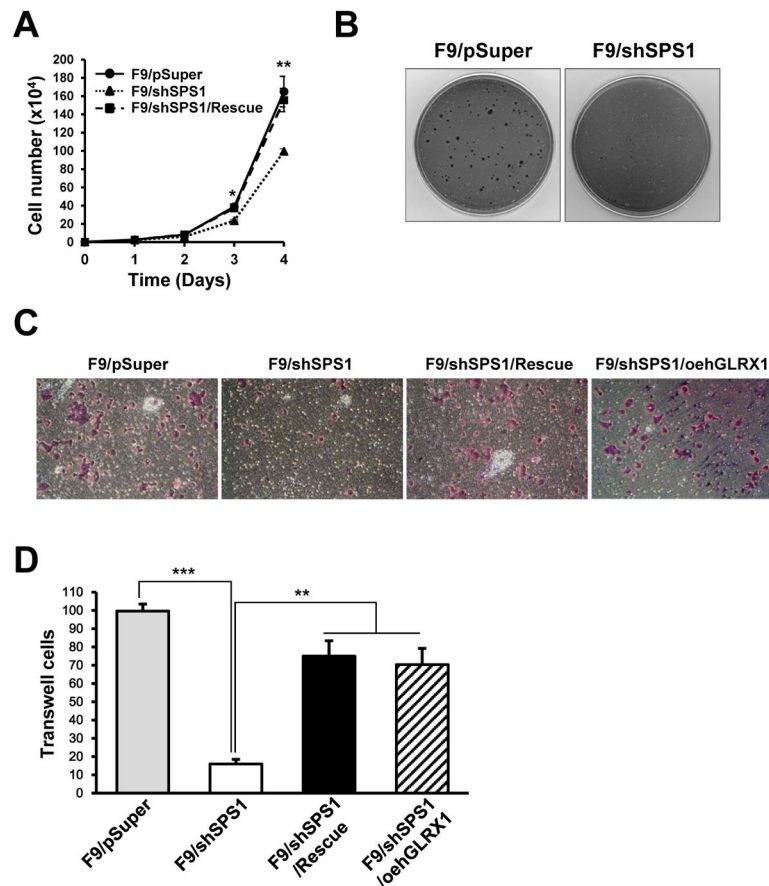 A
Cell number (x10⁴)
200
180
160
140
120
100
80
60
40
20
0
F9/pSuper
F9/shSPS1
F9/shSPS1/Rescue
*
**
0 1 2 3 4
Time (Days)
B
F9/pSuper F9/shSPS1
C
F9/pSuper F9/shSPS1 F9/shSPS1/Rescue F9/shSPS1/oehGLRX1
D
Transwell cells
110
100
90
80
70
60
50
40
30
20
10
0
***
**
F9/pSuper
F9/shSPS1
F9/shSPS1
/Rescue
F9/shSPS1
/oehGLRX1